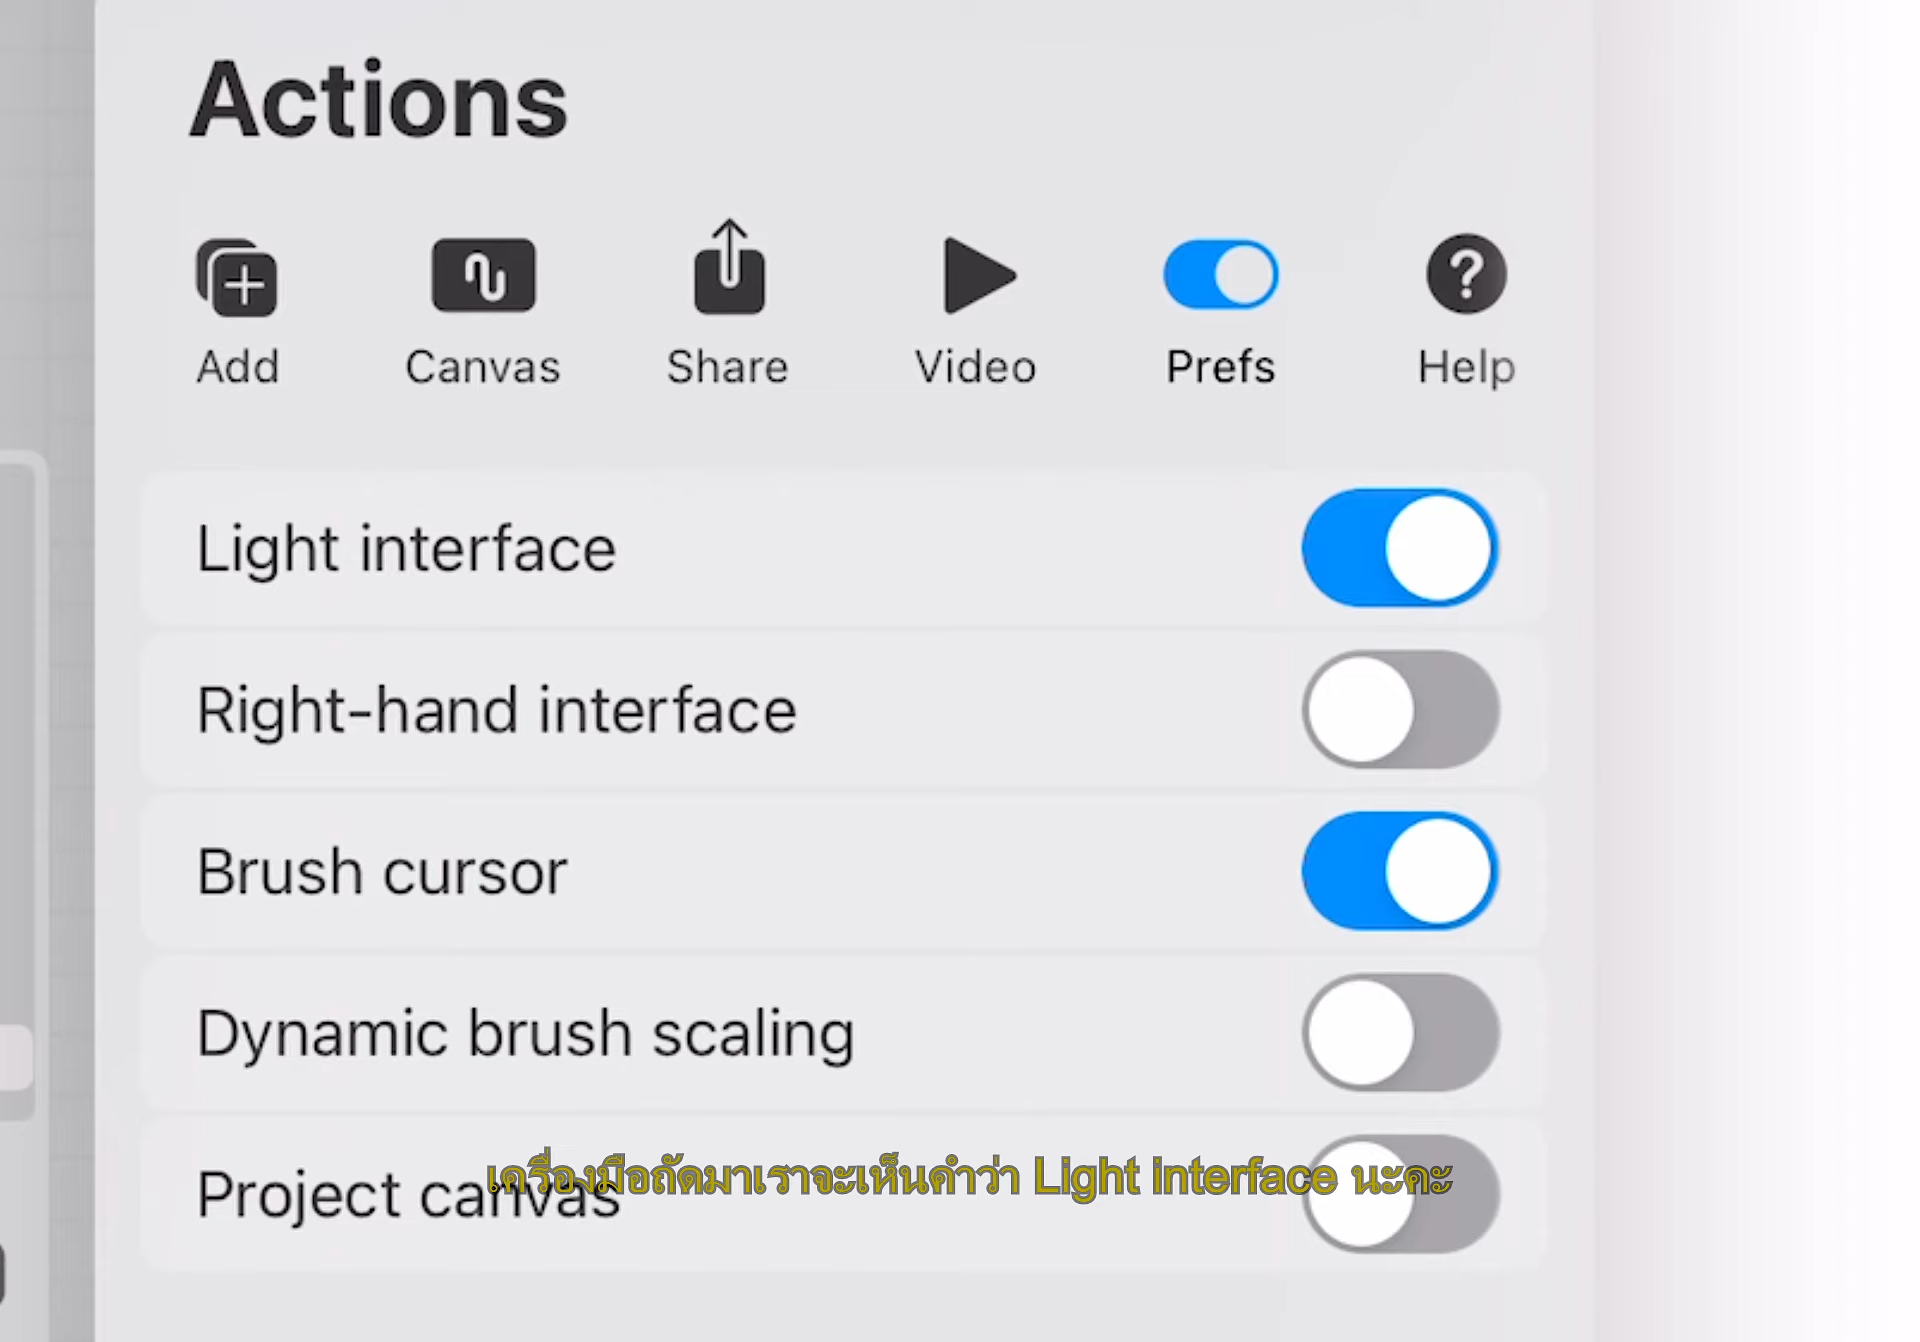 Actions
Add Canvas Share Video Prefs Help
Light interface
Right-hand interface
Brush cursor
Dynamic brush scaling
Project canvas
เครื่องมือถัดมาเราจะเห็นคำว่า Light interface นะคะ